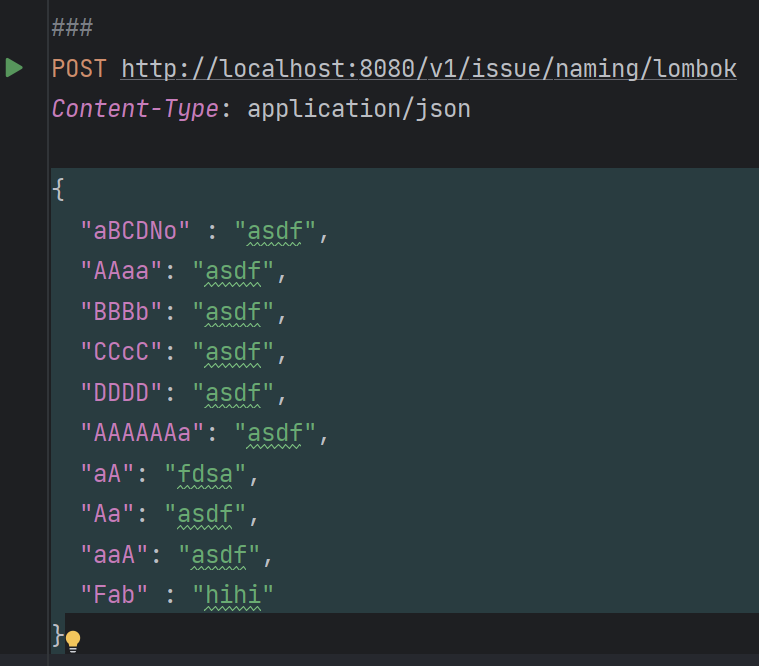 ###
POST http://localhost:8080/v1/issue/naming/lombok
Content-Type: application/json
{
"aBCDNo" : "asdf",
"AAaa": "asdf",
"BBBb": "asdf",
"CCcC": "asdf",
"DDDD": "asdf",
"AAAAAAa": "asdf",
"aA": "fdsa",
"Aa": "asdf",
"aaA": "asdf",
"Fab" : "hihi"
}